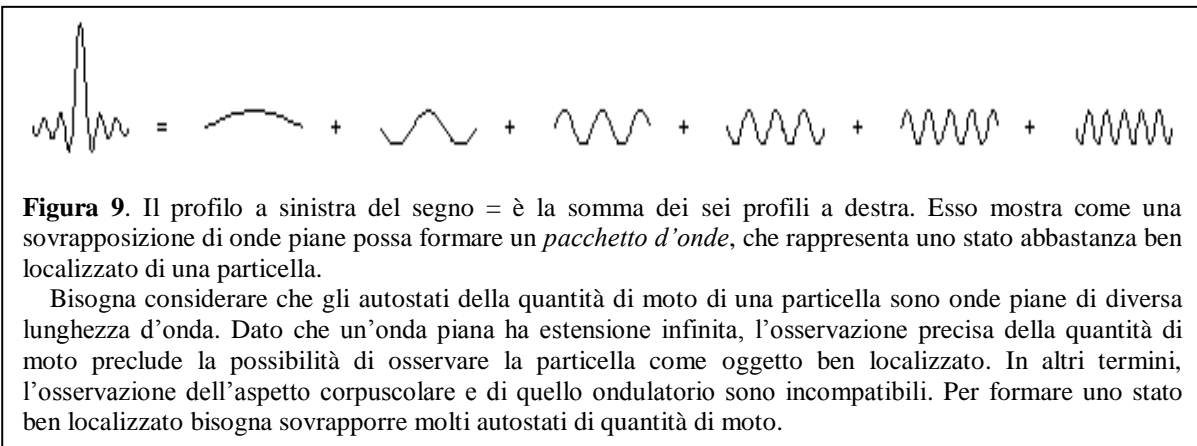 = + + + + +
Figura 9. Il profilo a sinistra del segno = è la somma dei sei profili a destra. Esso mostra come una
sovrapposizione di onde piane possa formare un pacchetto d’onde, che rappresenta uno stato abbastanza ben
localizzato di una particella.
Bisogna considerare che gli autostati della quantità di moto di una particella sono onde piane di diversa
lunghezza d’onda. Dato che un’onda piana ha estensione infinita, l’osservazione precisa della quantità di
moto preclude la possibilità di osservare la particella come oggetto ben localizzato. In altri termini,
l’osservazione dell’aspetto corpuscolare e di quello ondulatorio sono incompatibili. Per formare uno stato
ben localizzato bisogna sovrapporre molti autostati di quantità di moto.